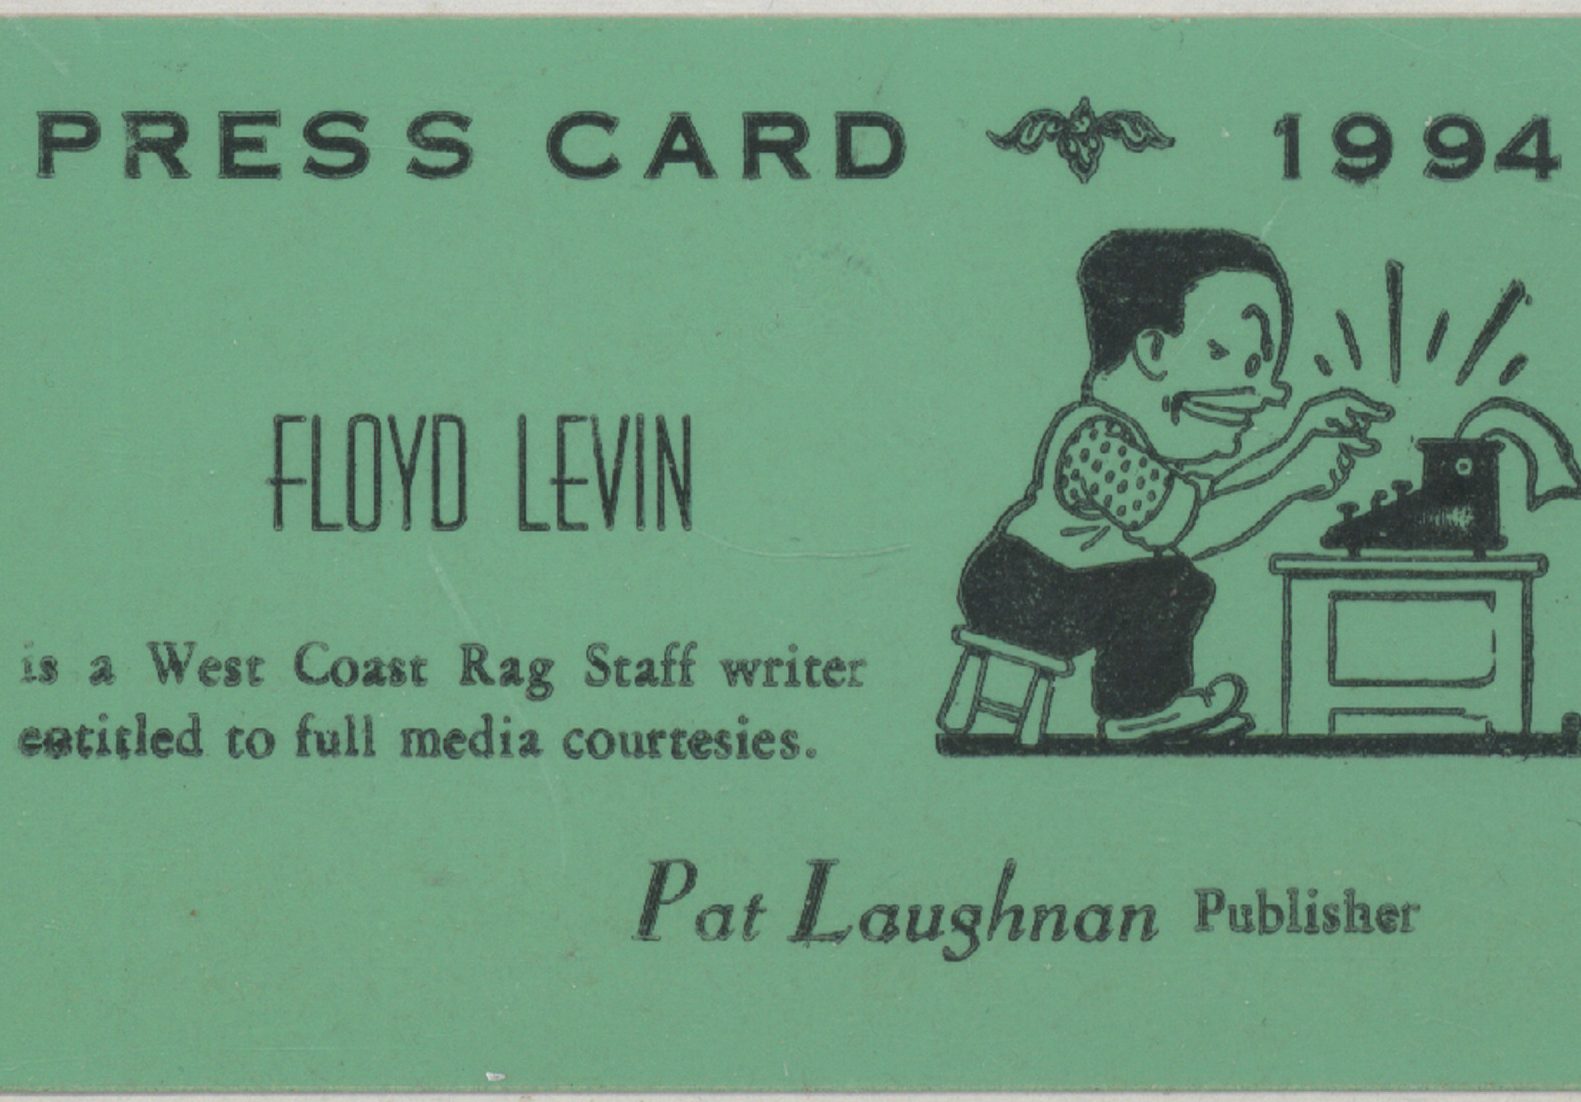 PRESS CARD 1994
FLOYD LEVIN
is a West Coast Rag Staff writer
entitled to full media courtesies.
Pat Laughnan Publisher